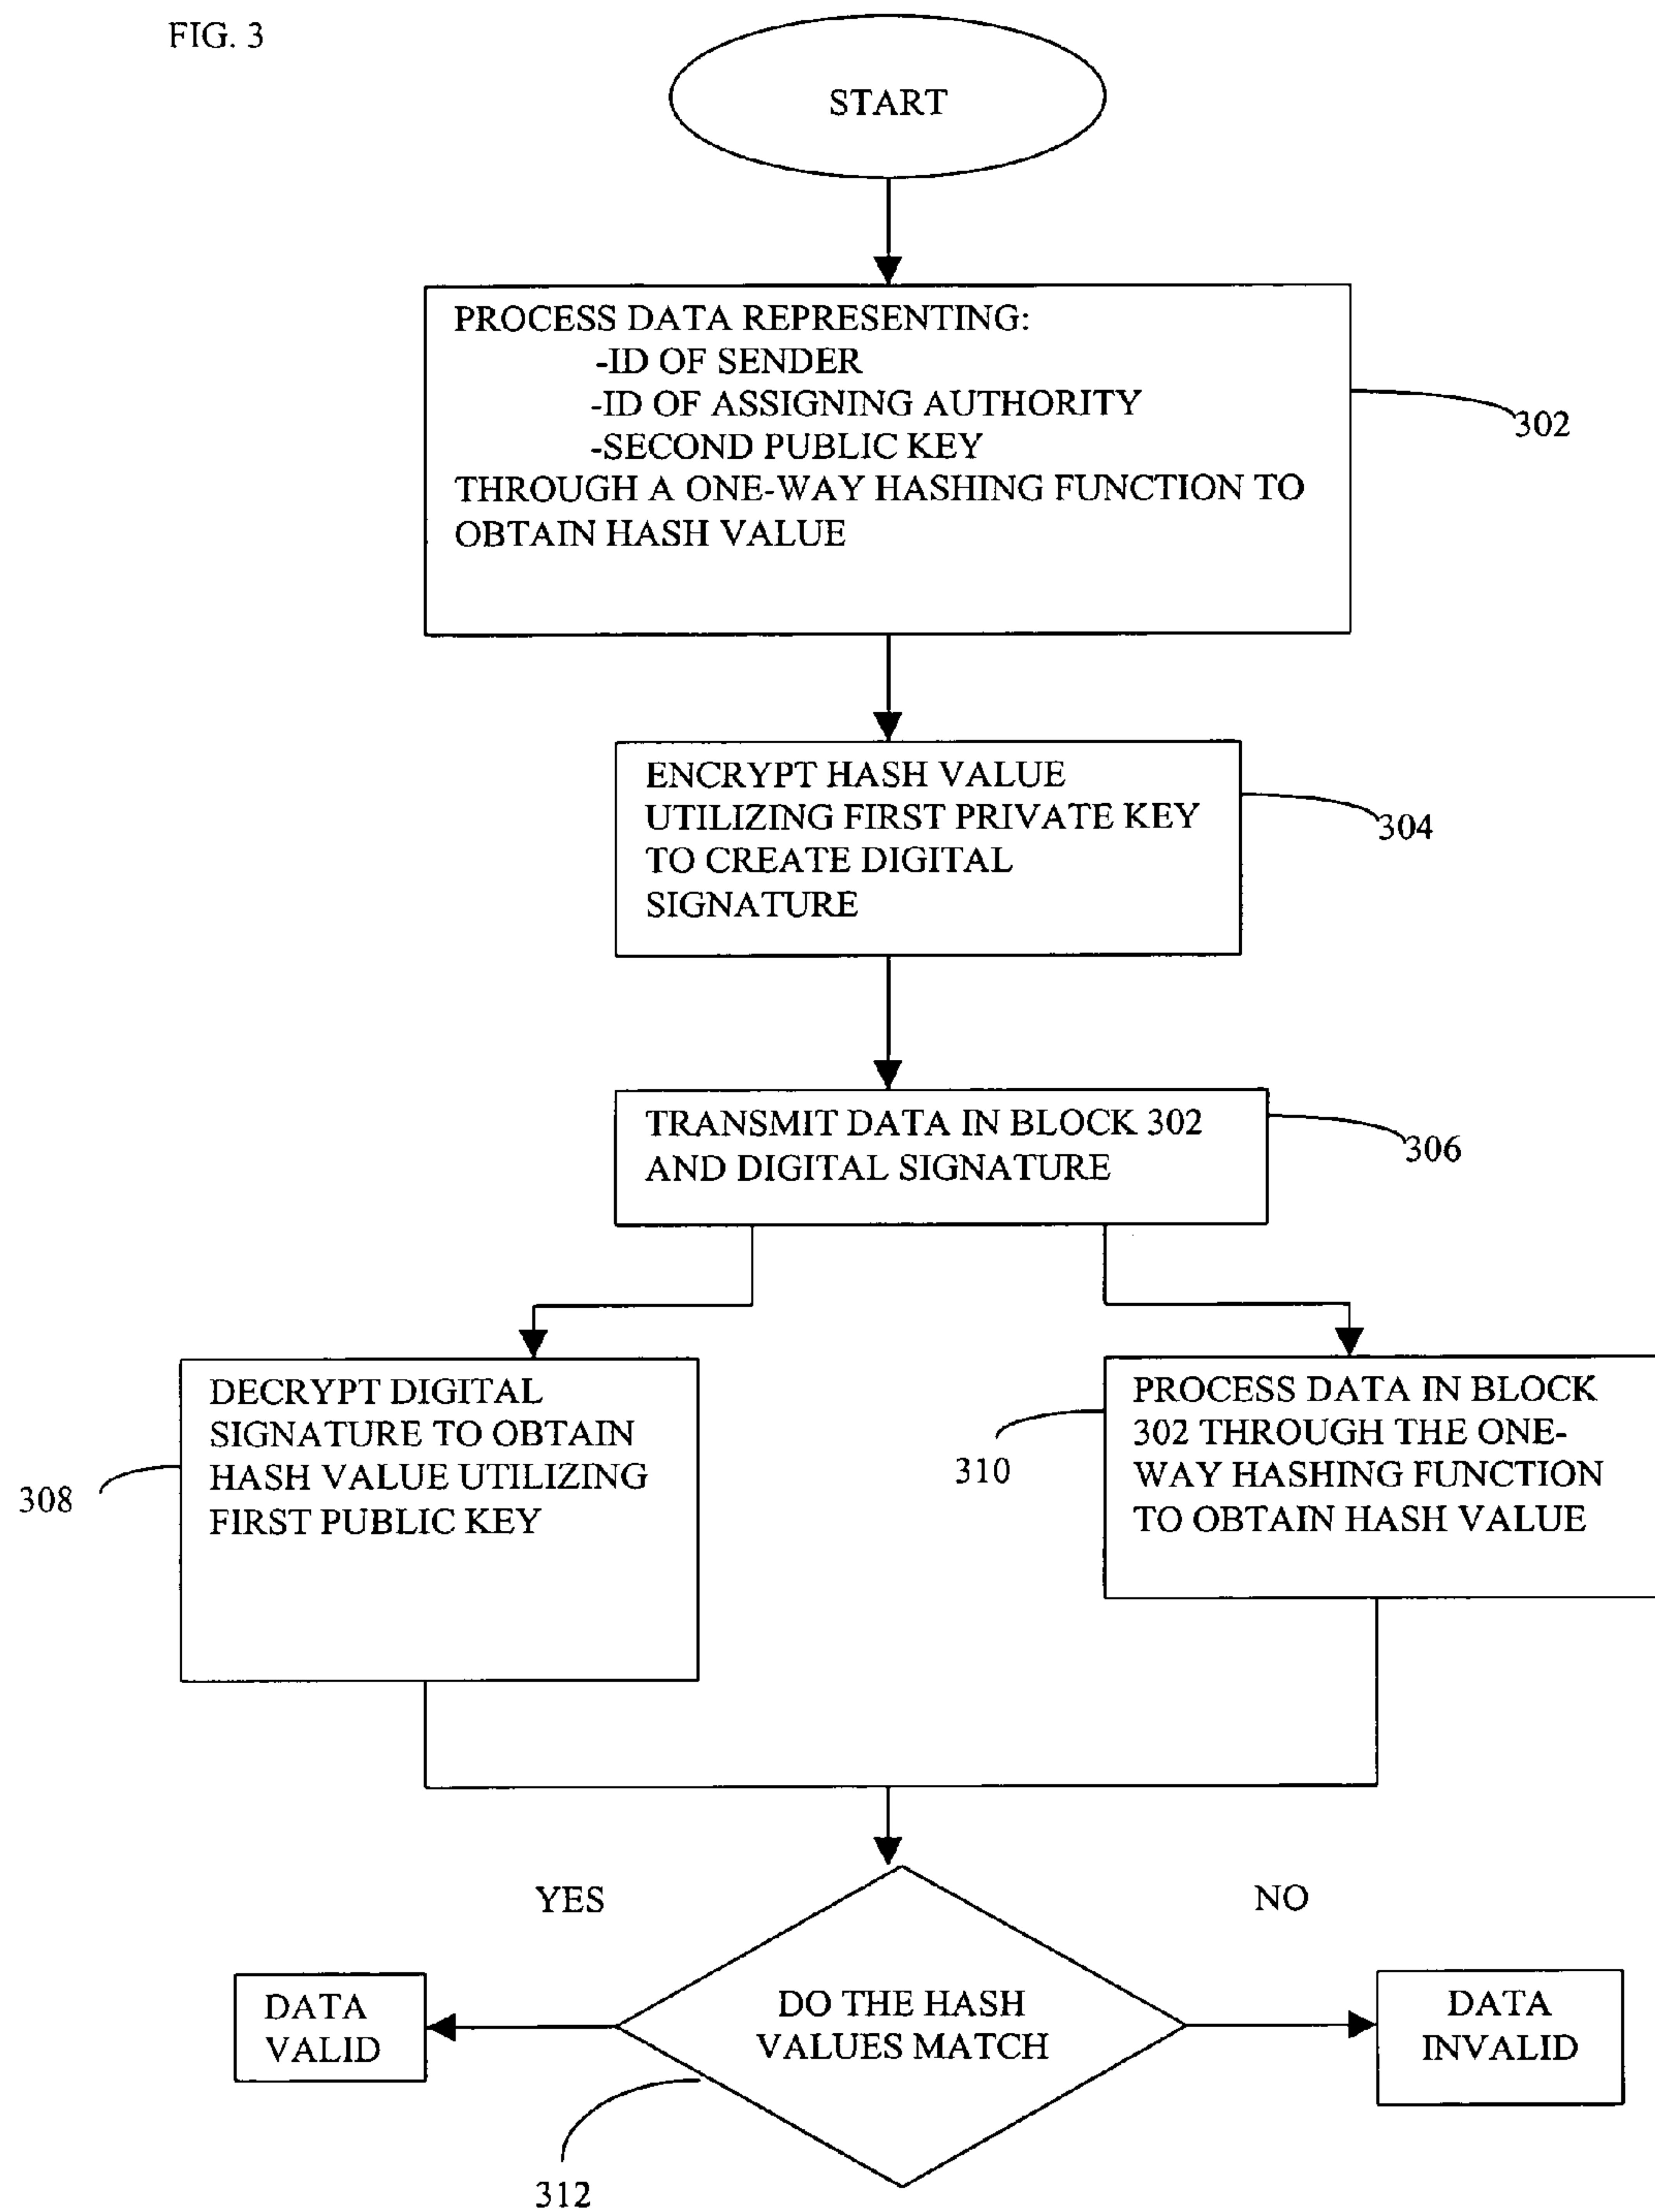 FIG. 3
START
PROCESS DATA REPRESENTING:
-ID OF SENDER
-ID OF ASSIGNING AUTHORITY
-SECOND PUBLIC KEY
THROUGH A ONE-WAY HASHING FUNCTION TO
OBTAIN HASH VALUE
302
ENCRYPT HASH VALUE
UTILIZING FIRST PRIVATE KEY
TO CREATE DIGITAL
SIGNATURE
304
TRANSMIT DATA IN BLOCK 302
AND DIGITAL SIGNATURE
306
DECRYPT DIGITAL
SIGNATURE TO OBTAIN
HASH VALUE UTILIZING
FIRST PUBLIC KEY
308
PROCESS DATA IN BLOCK
302 THROUGH THE ONE-
WAY HASHING FUNCTION
TO OBTAIN HASH VALUE
310
YES
NO
DATA
VALID
DO THE HASH
VALUES MATCH
DATA
INVALID
312